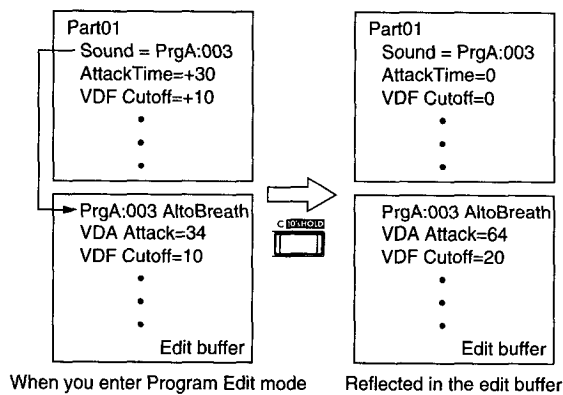 Part01
Sound = PrgA:003
AttackTime=+30
VDF Cutoff=+10
PrgA:003 AltoBreath
VDA Attack=34
VDF Cutoff=10
Edit buffer
When you enter Program Edit mode
C 10's HOLD
Part01
Sound = PrgA:003
AttackTime=0
VDF Cutoff=0
PrgA:003 AltoBreath
VDA Attack=64
VDF Cutoff=20
Edit buffer
Reflected in the edit buffer